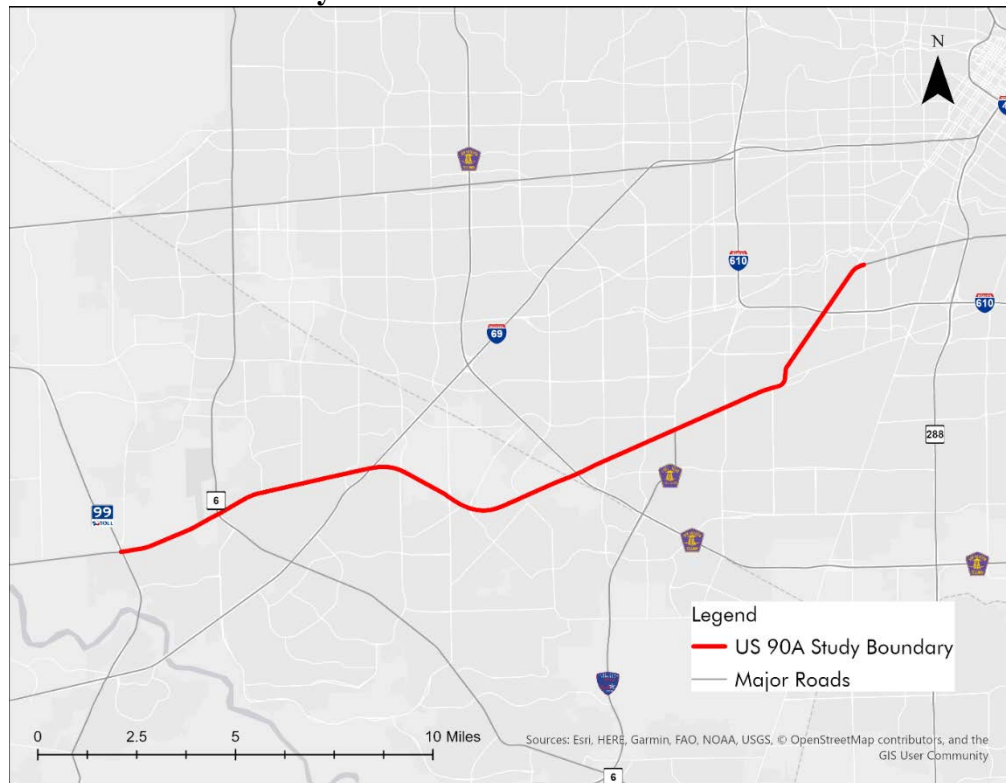 N
610
69
610
288
6
99
Legend
US 90A Study Boundary
Major Roads
0 2.5 5 10 Miles
Sources: Esri, HERE, Garmin, FAO, NOAA, USGS, © OpenStreetMap contributors, and the
GIS User Community
6